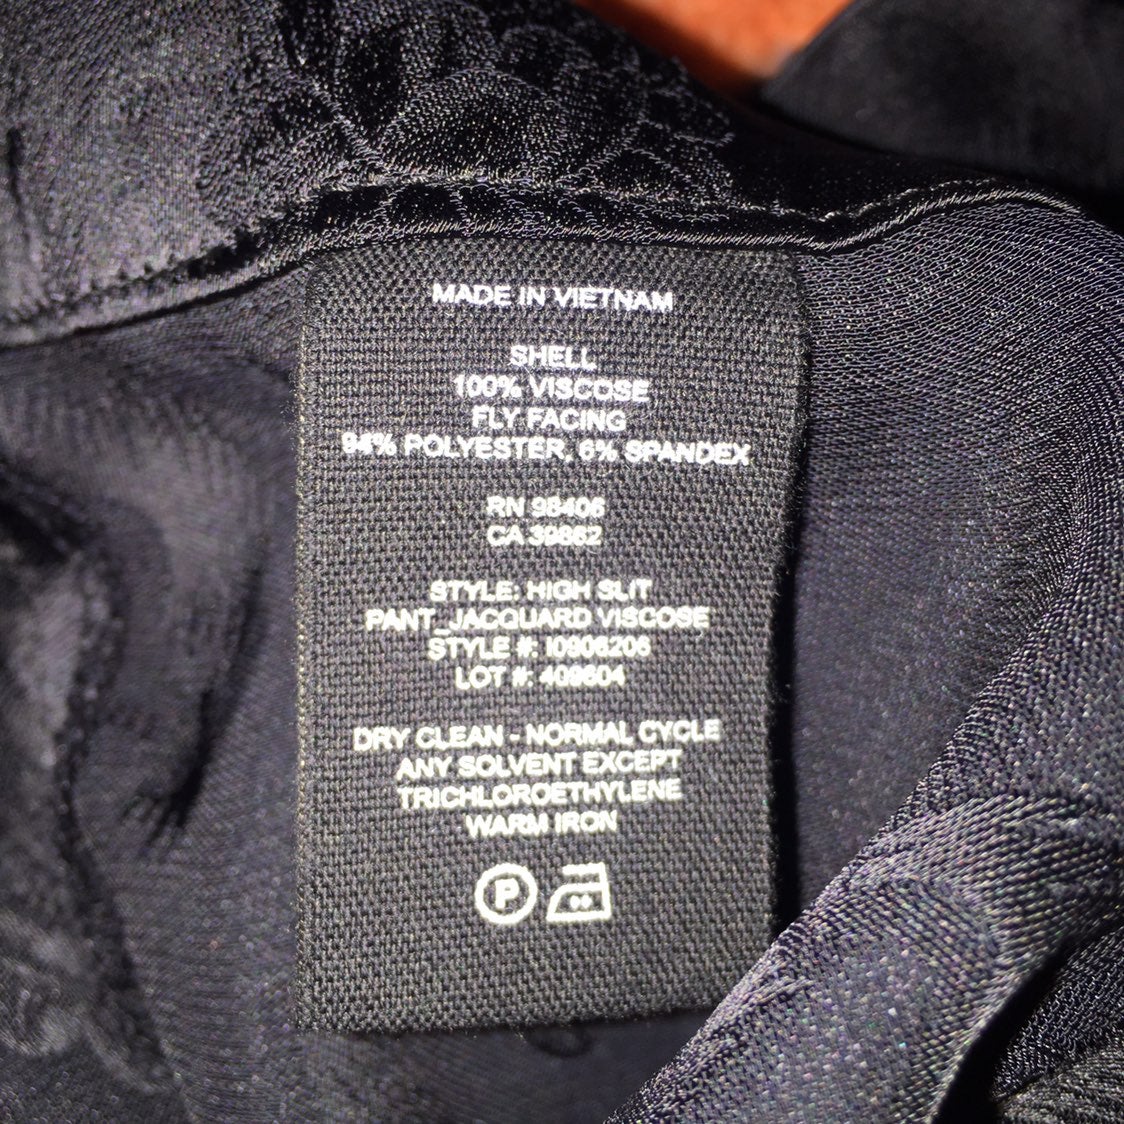 MADE IN VIETNAM
SHELL
100% VISCOSE
FLY FACING
94% POLYESTER, 6% SPANDEX
RN 98406
CA 39862
STYLE: HIGH SLIT
PANT_JACQUARD VISCOSE
STYLE #: I0906206
LOT #: 409604
DRY CLEAN - NORMAL CYCLE
ANY SOLVENT EXCEPT
TRICHLOROETHYLENE
WARM IRON
P